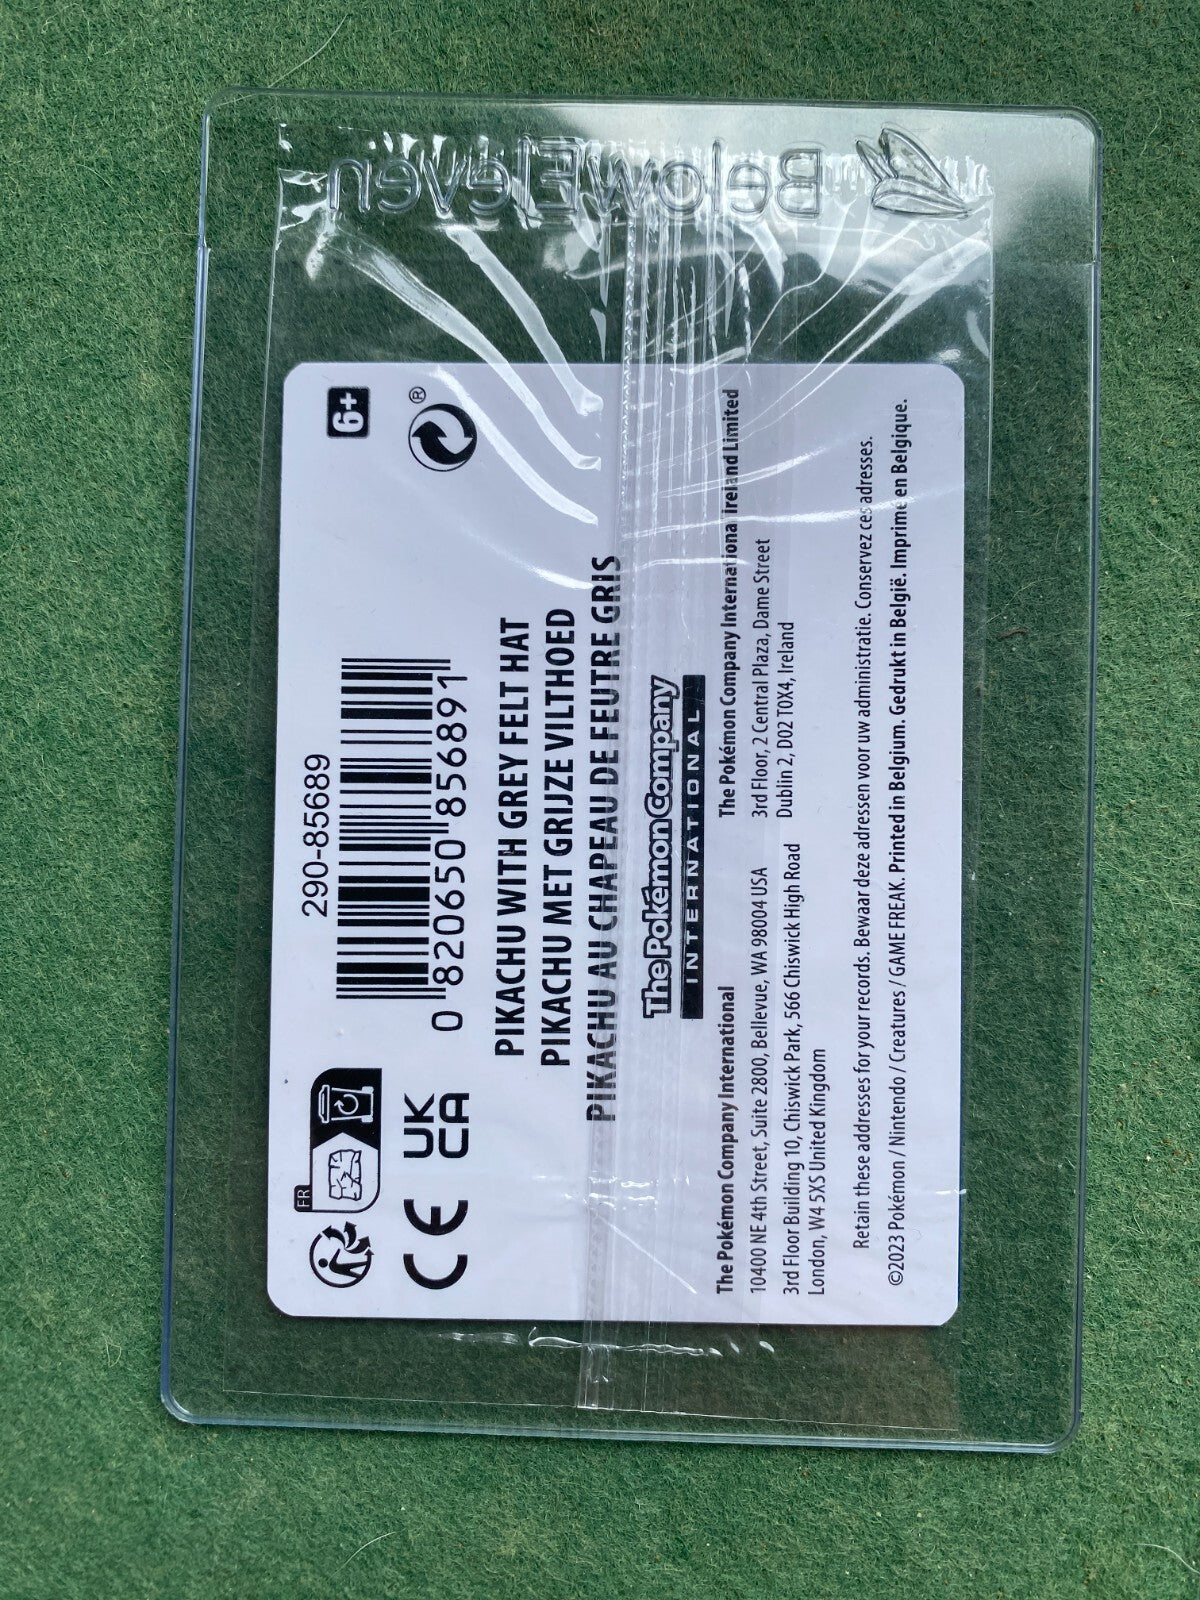 BelowEleven
290-85689
0 820650 856891
6+
®
FR
CE
UK
CA
PIKACHU WITH GREY FELT HAT
PIKACHU MET GRIJZE VILTHOED
PIKACHU AU CHAPEAU DE FEUTRE GRIS
The Pokémon Company
INTERNATIONAL
The Pokémon Company International
10400 NE 4th Street, Suite 2800, Bellevue, WA 98004 USA
3rd Floor Building 10, Chiswick Park, 566 Chiswick High Road
London, W4 5XS United Kingdom
The Pokémon Company International Ireland Limited
3rd Floor, 2 Central Plaza, Dame Street
Dublin 2, D02 T0X4, Ireland
Retain these addresses for your records. Bewaar deze adressen voor uw administratie. Conservez ces adresses.
©2023 Pokémon / Nintendo / Creatures / GAME FREAK. Printed in Belgium. Gedrukt in België. Imprimé en Belgique.